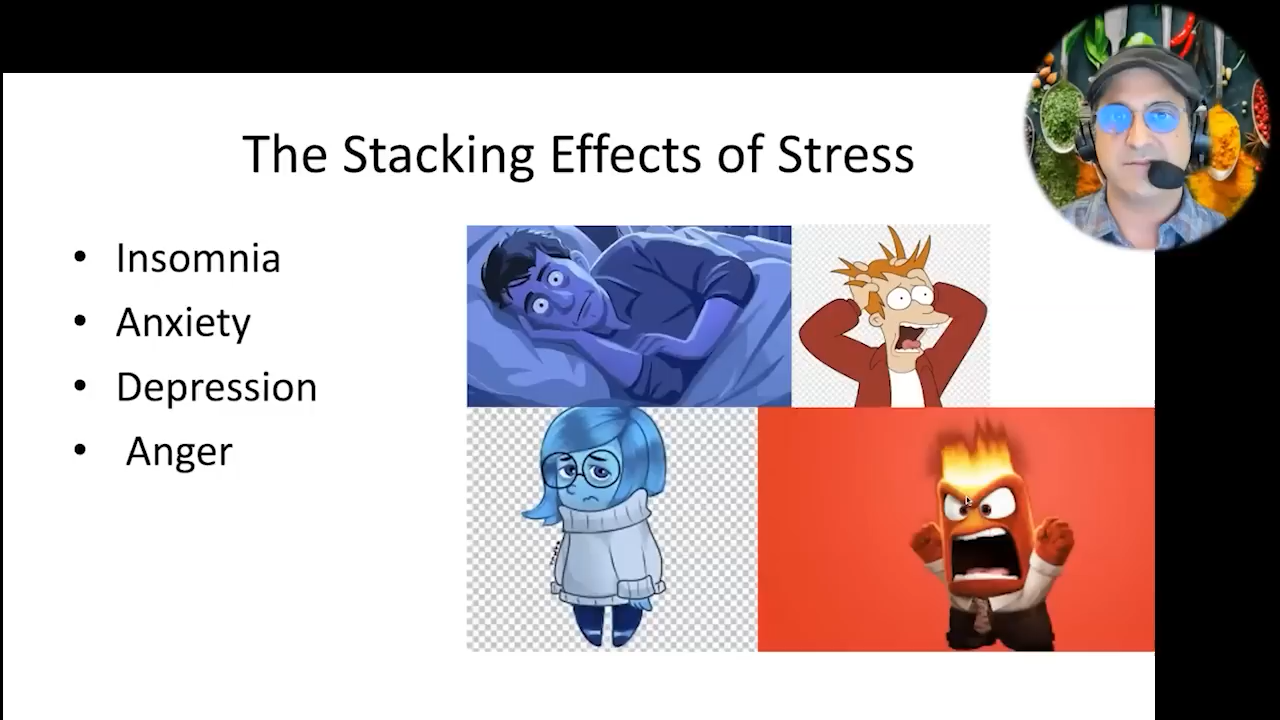 The Stacking Effects of Stress
• Insomnia
• Anxiety
• Depression
• Anger